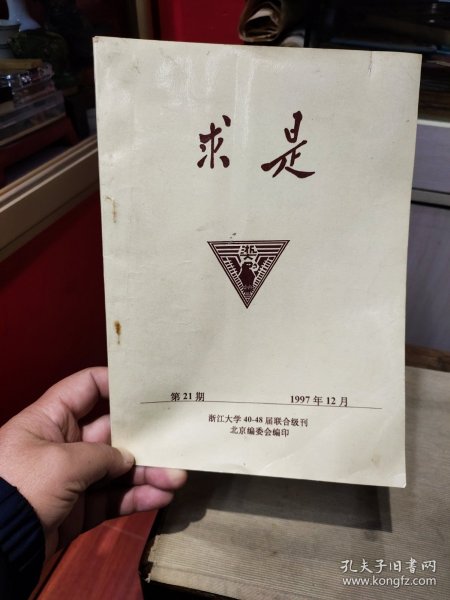 求是
浙大
第21期 1997年12月
浙江大学40-48届联合级刊
北京编委会编印
孔夫子旧书网
www.kongfz.com